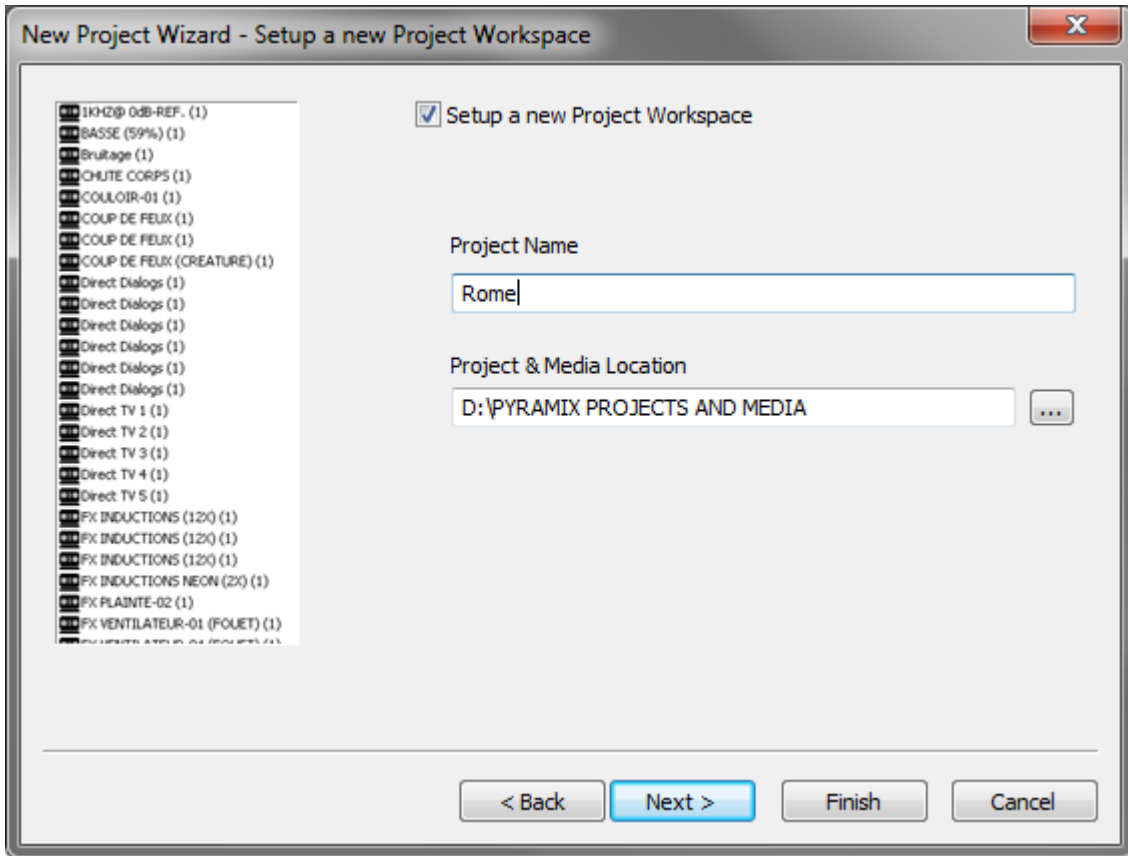 New Project Wizard - Setup a new Project Workspace
1KHZ@ 0dB-REF. (1)
BASSE (59%) (1)
Bruitage (1)
CHUTE CORPS (1)
COULOIR-01 (1)
COUP DE FEUX (1)
COUP DE FEUX (1)
COUP DE FEUX (CREATURE) (1)
Direct Dialogs (1)
Direct Dialogs (1)
Direct Dialogs (1)
Direct Dialogs (1)
Direct Dialogs (1)
Direct Dialogs (1)
Direct TV 1 (1)
Direct TV 2 (1)
Direct TV 3 (1)
Direct TV 4 (1)
Direct TV 5 (1)
FX INDUCTIONS (12X) (1)
FX INDUCTIONS (12X) (1)
FX INDUCTIONS (12X) (1)
FX INDUCTIONS NEON (2X) (1)
FX PLAINTE-02 (1)
FX VENTILATEUR-01 (FOUET) (1)
Setup a new Project Workspace
Project Name
Rome
Project & Media Location
D:\PYRAMIX PROJECTS AND MEDIA
...
< Back
Next >
Finish
Cancel